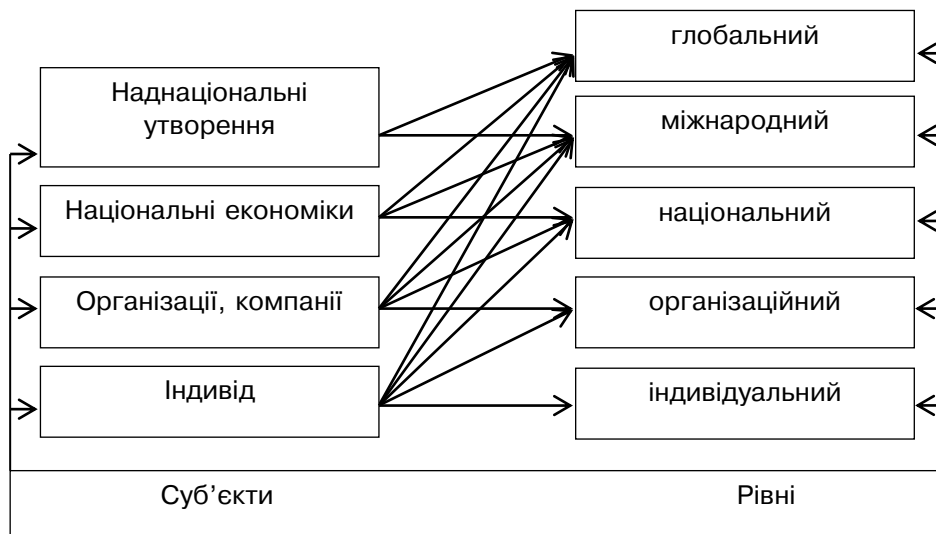 Наднаціональні
утворення
Національні економіки
Організації, компанії
Індивід
Суб’єкти
глобальний
міжнародний
національний
організаційний
індивідуальний
Рівні